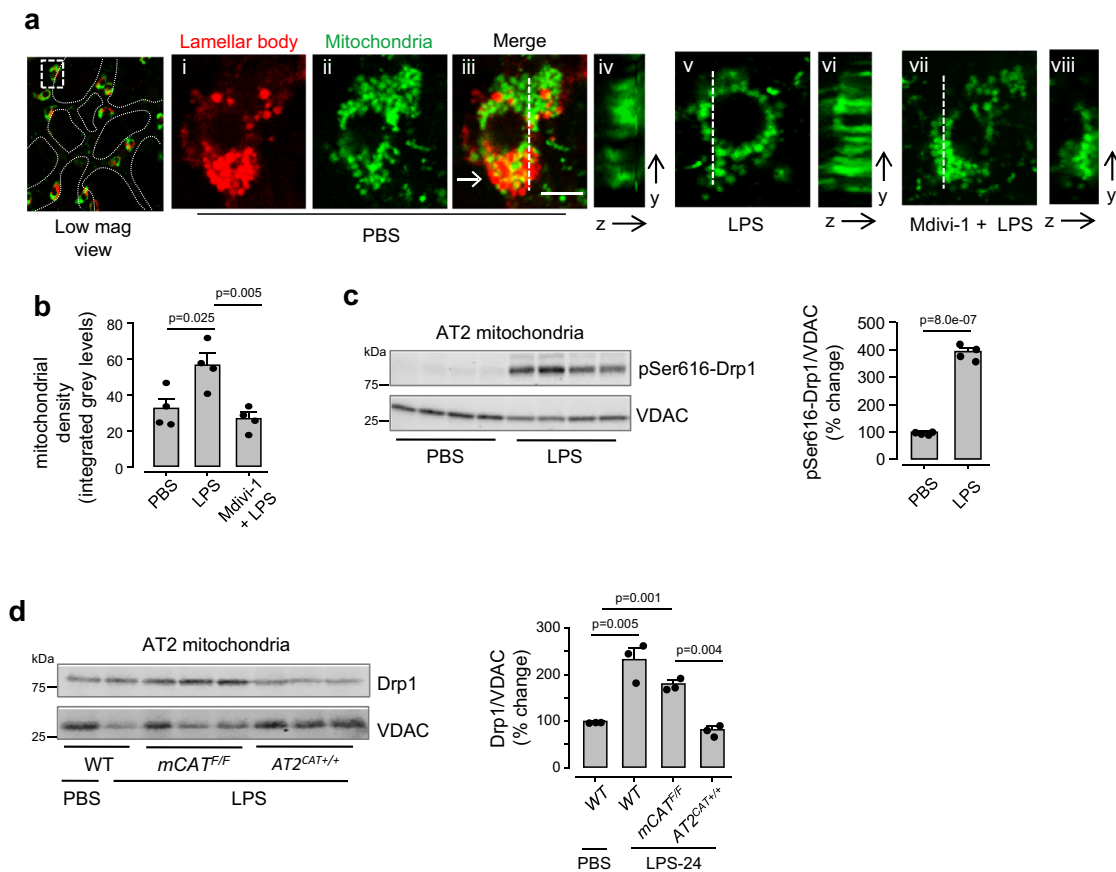 a
Lamellar body
Mitochondria
Merge
i
ii
iii
iv
v
vi
vii
viii
y
y
y
z
z
z
Low mag
view
PBS
LPS
Mdivi-1 + LPS
b
p=0.005
p=0.025
mitochondrial
density
(integrated grey levels)
80
60
40
20
0
PBS
LPS
Mdivi-1
+ LPS
c
AT2 mitochondria
kDa
75
25
pSer616-Drp1
VDAC
PBS
LPS
pSer616-Drp1/VDAC
(% change)
p=8.0e-07
500
400
300
200
100
0
PBS
LPS
d
AT2 mitochondria
kDa
75
25
Drp1
VDAC
WT
mCAT^F/F
AT2^CAT+/+
PBS
LPS
p=0.001
p=0.005
p=0.004
Drp1/VDAC
(% change)
300
200
100
0
WT
WT
mCAT^F/F
AT2^CAT+/+
PBS
LPS-24